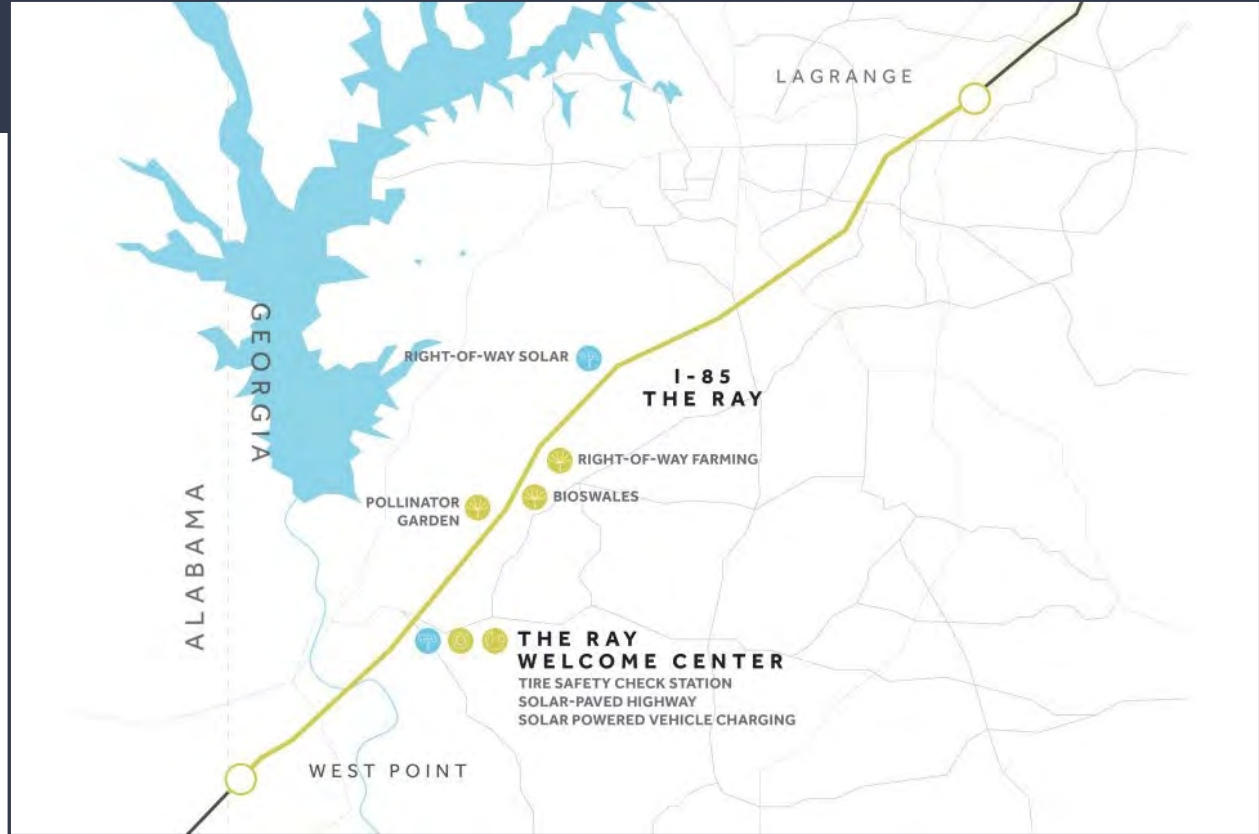 LAGRANGE
GEORGIA
RIGHT-OF-WAY SOLAR
I-85
THE RAY
RIGHT-OF-WAY FARMING
BIOSWALES
POLLINATOR
GARDEN
ALABAMA
THE RAY
WELCOME CENTER
TIRE SAFETY CHECK STATION
SOLAR-PAVED HIGHWAY
SOLAR POWERED VEHICLE CHARGING
WEST POINT